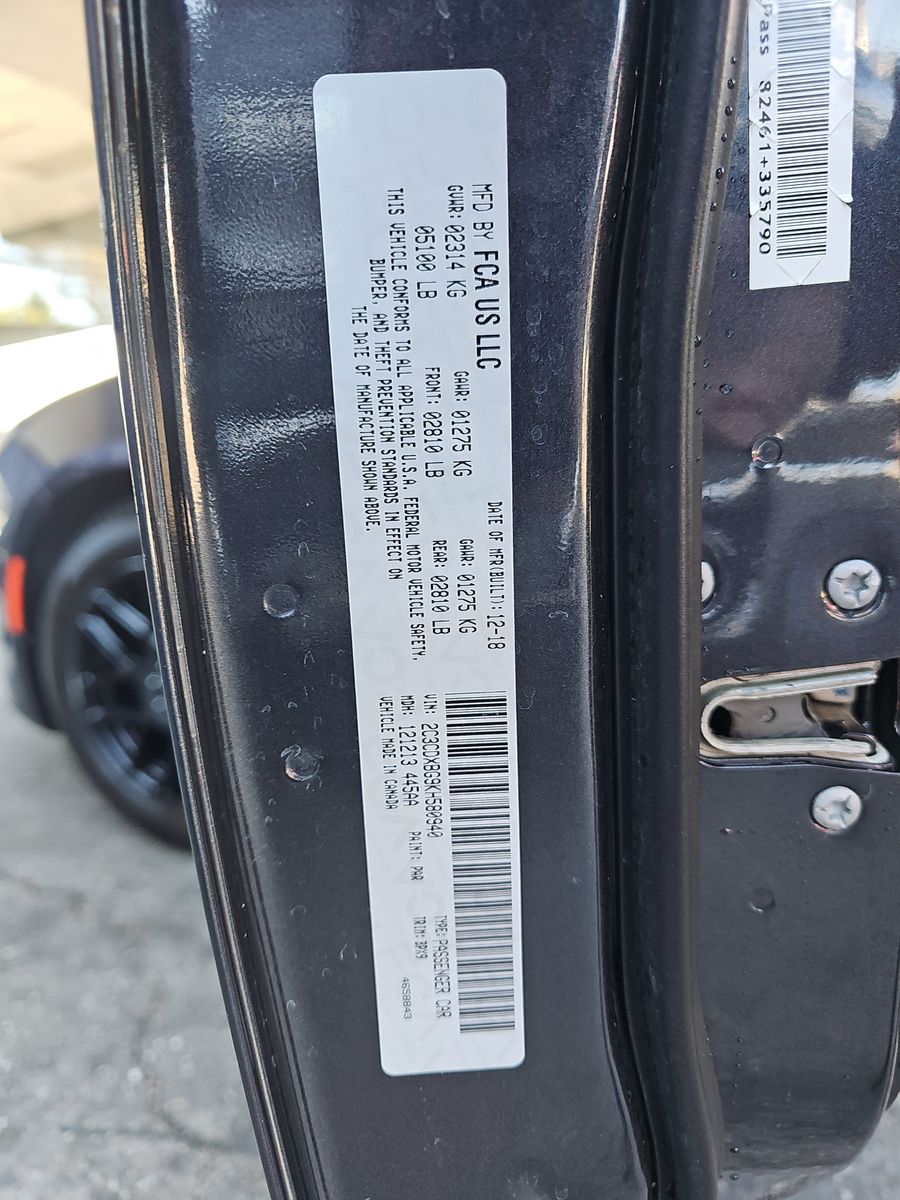 MFD BY FCA US LLC
DATE OF MFR(BUILT): 12-18
GVWR: 02314 KG
GAWR: 01275 KG
GAWR: 01275 KG
05100 LB
FRONT: 02810 LB
REAR: 02810 LB
THIS VEHICLE CONFORMS TO ALL APPLICABLE U.S.A. FEDERAL MOTOR VEHICLE SAFETY,
BUMPER, AND THEFT PREVENTION STANDARDS IN EFFECT ON
THE DATE OF MANUFACTURE SHOWN ABOVE.
VIN: 2C3CDXBG9KH580940
TYPE: PASSENGER CAR
MDH: 121213 445AA
PAINT: PAR
TRIM: DPX9
VEHICLE MADE IN CANADA
4658843
Pass 82461+335790